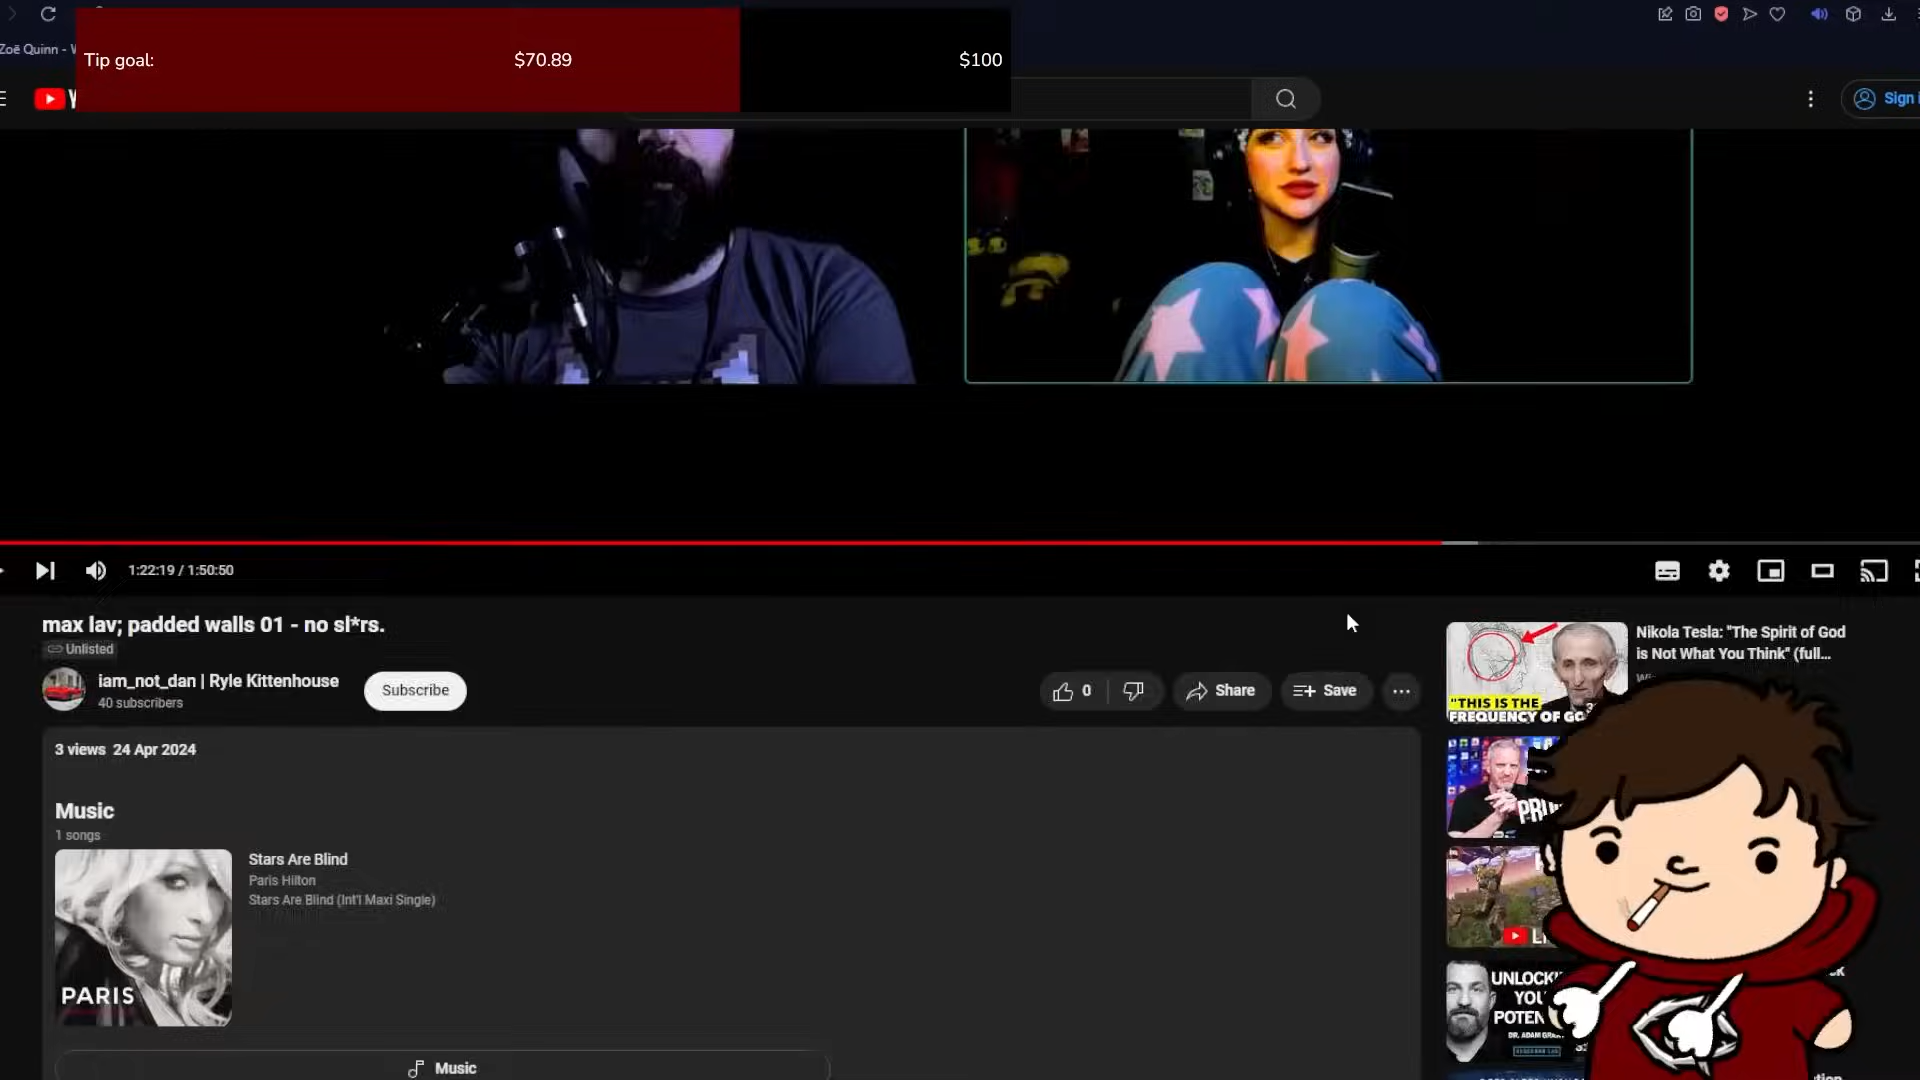 Zoë Quinn - W
Tip goal: $70.89 $100
Sign i
1:22:19 / 1:50:50
max lav; padded walls 01 - no sl*rs.
Unlisted
iam_not_dan | Ryle Kittenhouse
40 subscribers
Subscribe
0
Share
Save
3 views 24 Apr 2024
Music
1 songs
Stars Are Blind
Paris Hilton
Stars Are Blind (Int'l Maxi Single)
PARIS
Music
Nikola Tesla: "The Spirit of God
is Not What You Think" (full...
"THIS IS THE
FREQUENCY OF GO
UNLOCK
YOU
POTEN
DR. ADAM GRAN